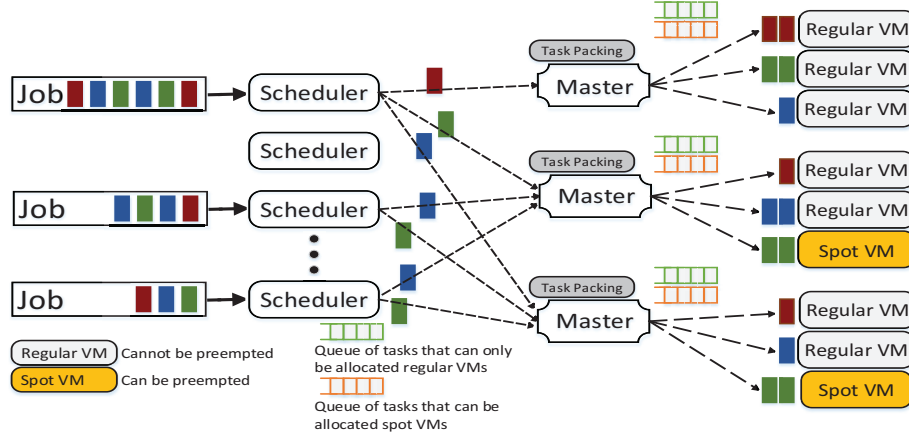 Task Packing
Regular VM
Job
Scheduler
Master
Regular VM
Regular VM
Scheduler
Task Packing
Regular VM
Job
Scheduler
Master
Regular VM
Spot VM
Task Packing
Job
Scheduler
Master
Regular VM
Regular VM
Spot VM
Regular VM Cannot be preempted
Spot VM Can be preempted
Queue of tasks that can only
be allocated regular VMs
Queue of tasks that can be
allocated spot VMs